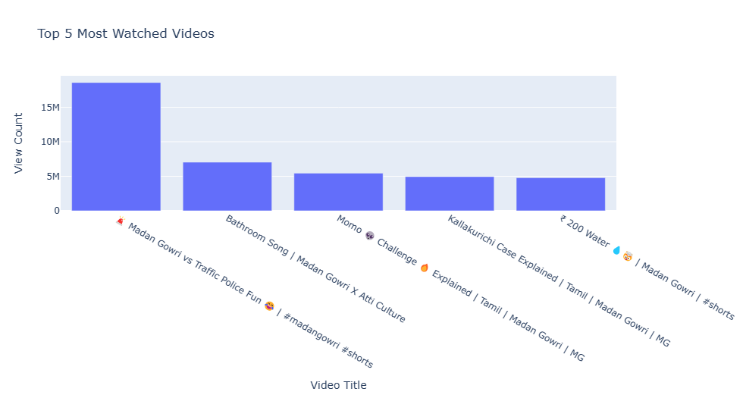 Top 5 Most Watched Videos
View Count
15M
10M
5M
0
🚨 Madan Gowri vs Traffic Police Fun 🤣 | #madangowri #shorts
Bathroom Song | Madan Gowri X Atti Culture
Momo 💀 Challenge 😡 Explained | Tamil | Madan Gowri | MG
Kallakurichi Case Explained | Tamil | Madan Gowri | MG
₹ 200 Water 💧🤯 | Madan Gowri | #shorts
Video Title